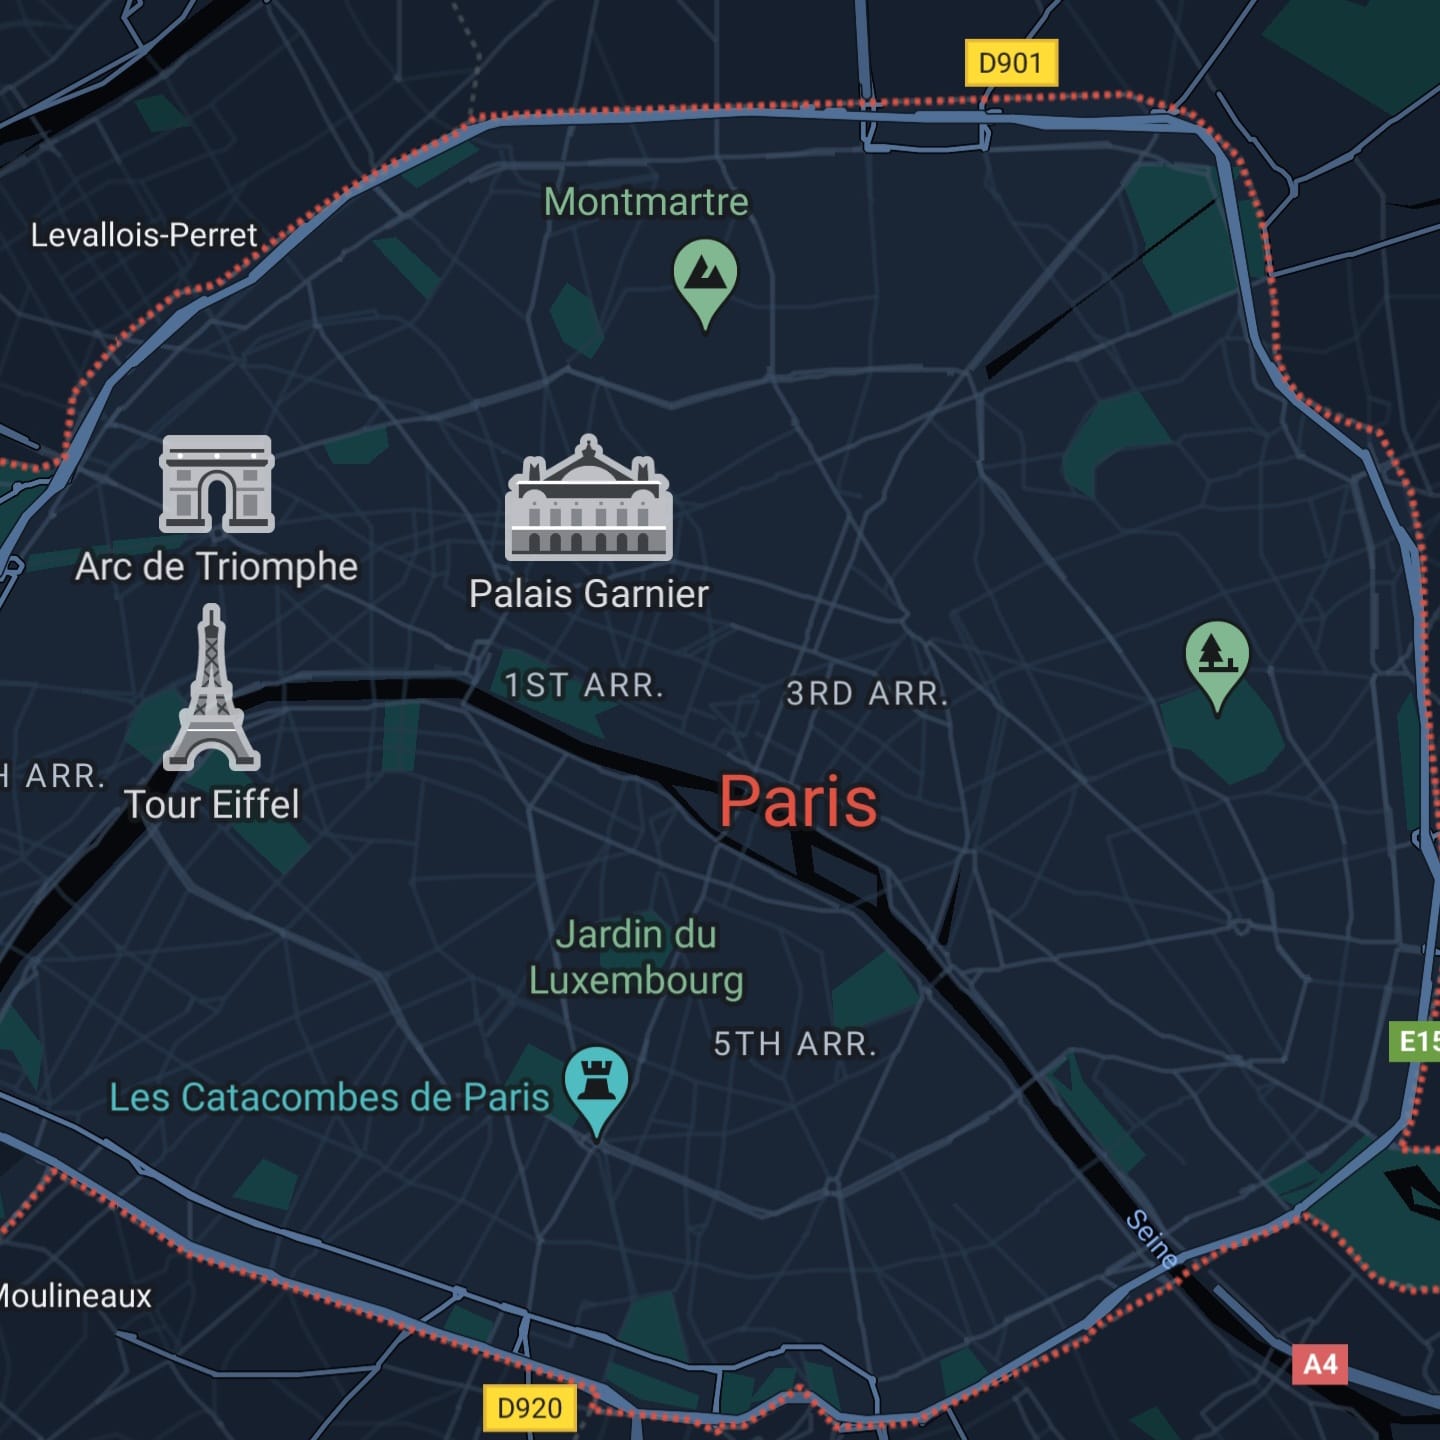 D901
Montmartre
Levallois-Perret
Arc de Triomphe
Palais Garnier
1ST ARR.
3RD ARR.
H ARR.
Tour Eiffel
Paris
Jardin du
Luxembourg
5TH ARR.
E15
Les Catacombes de Paris
Seine
Moulineaux
A4
D920